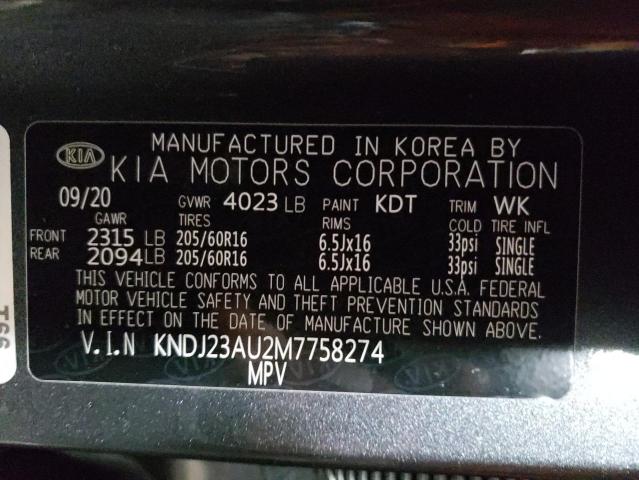 MANUFACTURED IN KOREA BY
KIA KIA MOTORS CORPORATION
09/20 GVWR 4023 LB PAINT KDT TRIM WK
GAWR TIRES RIMS COLD TIRE INFL
FRONT 2315 LB 205/60R16 6.5Jx16 33psi SINGLE
REAR 2094 LB 205/60R16 6.5Jx16 33psi SINGLE
THIS VEHICLE CONFORMS TO ALL APPLICABLE U.S.A. FEDERAL
MOTOR VEHICLE SAFETY AND THEFT PREVENTION STANDARDS
IN EFFECT ON THE DATE OF MANUFACTURE SHOWN ABOVE.
V.I.N KNDJ23AU2M7758274
MPV